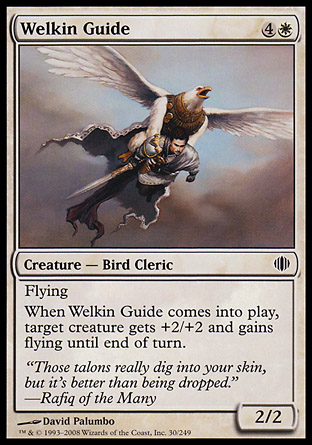 Welkin Guide 4
Creature — Bird Cleric
Flying
When Welkin Guide comes into play,
target creature gets +2/+2 and gains
flying until end of turn.
“Those talons really dig into your skin,
but it’s better than being dropped.”
—Rafiq of the Many
David Palumbo
™ & © 1993–2008 Wizards of the Coast, Inc. 30/249
2/2